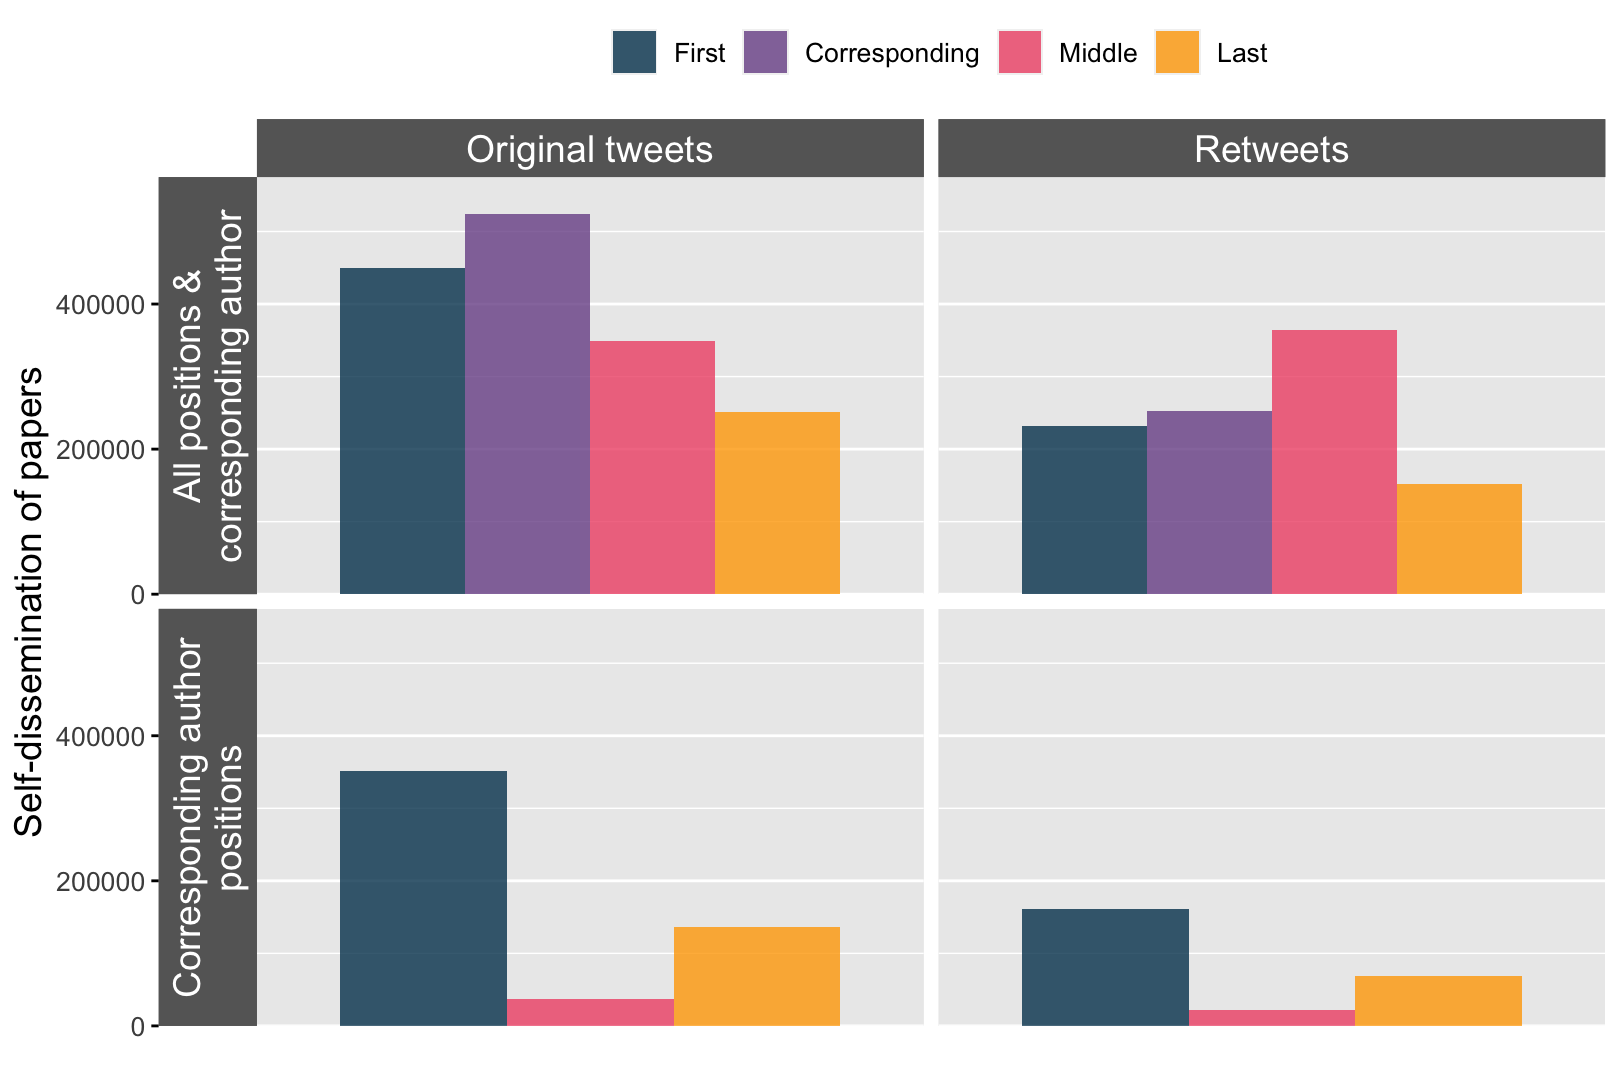 First
Corresponding
Middle
Last
Original tweets
Retweets
Self-dissemination of papers
All positions &
corresponding author
400000
200000
0
Corresponding author
positions
400000
200000
0